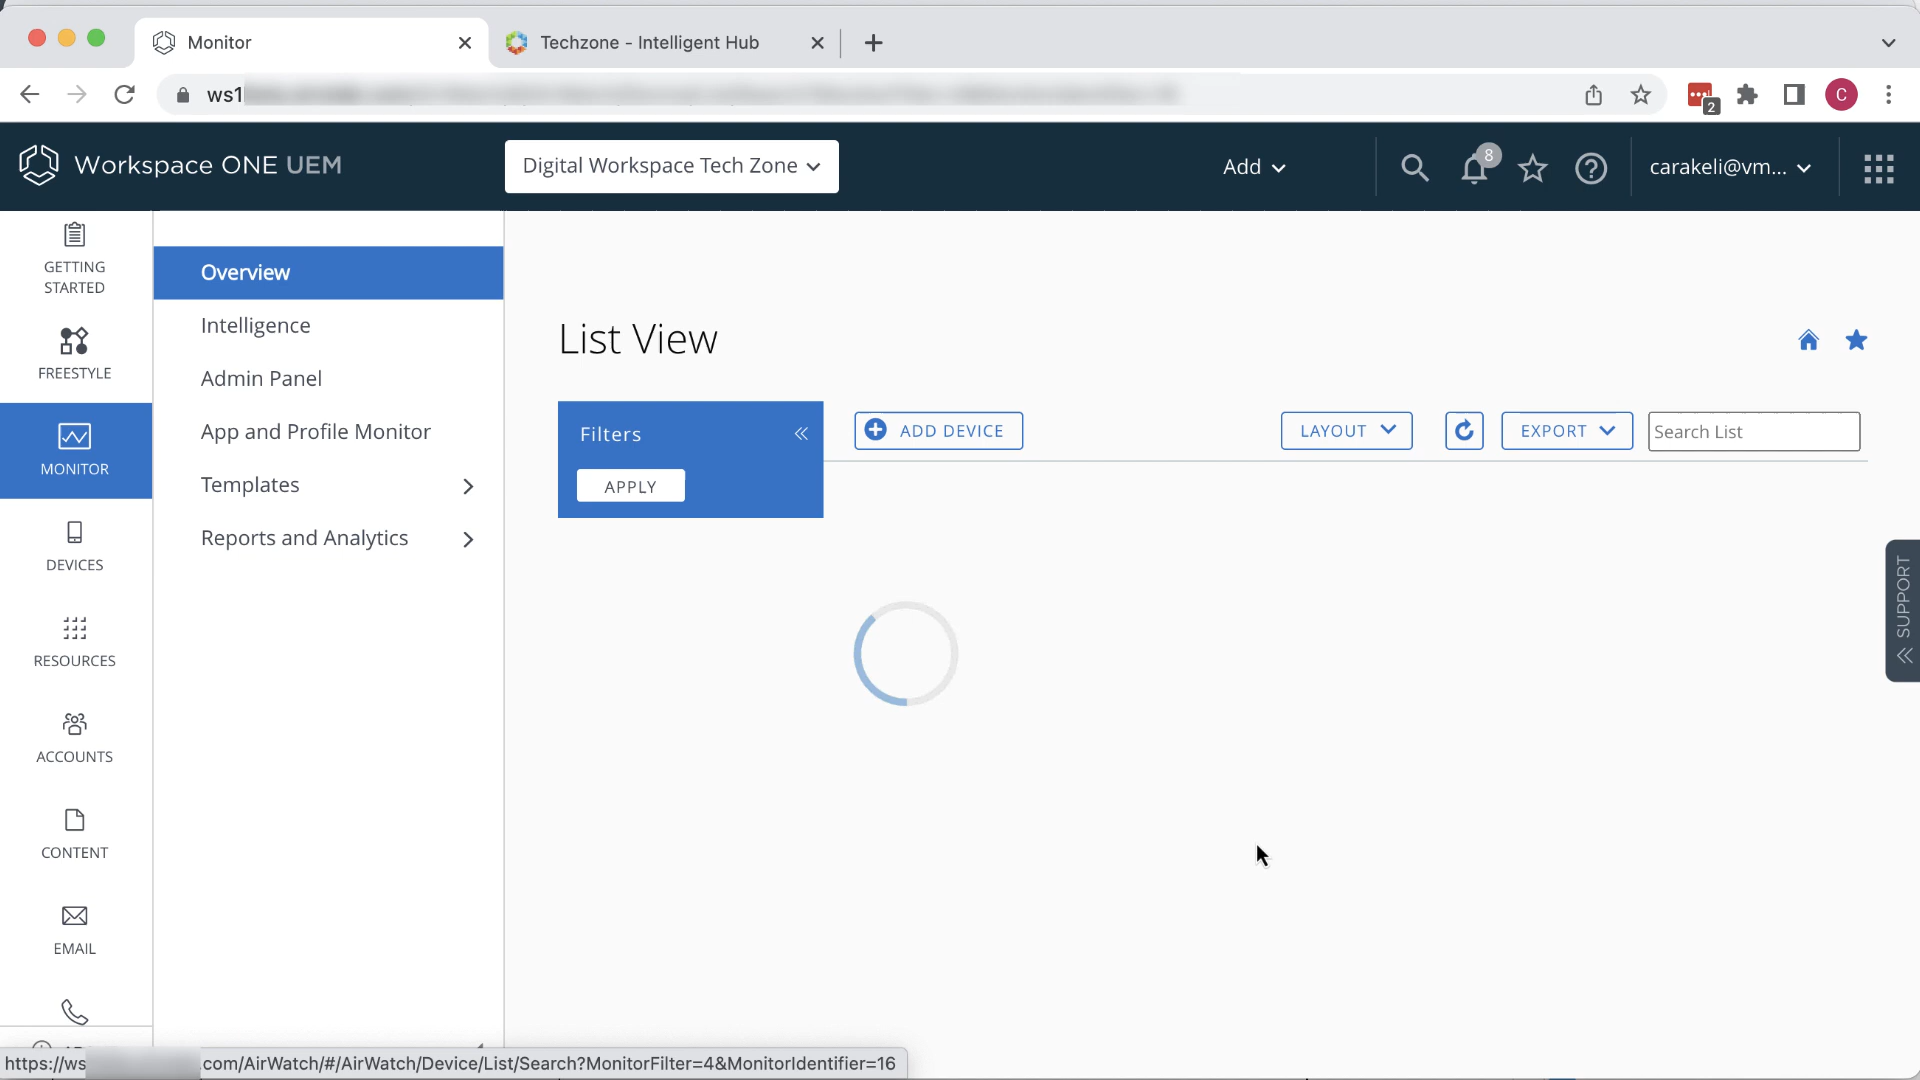 Monitor
Techzone - Intelligent Hub
ws1
2
C
Workspace ONE UEM
Digital Workspace Tech Zone
Add
8
carakeli@vm...
GETTING
STARTED
FREESTYLE
MONITOR
DEVICES
RESOURCES
ACCOUNTS
CONTENT
EMAIL
Overview
Intelligence
Admin Panel
App and Profile Monitor
Templates
Reports and Analytics
List View
Filters
APPLY
ADD DEVICE
LAYOUT
EXPORT
Search List
SUPPORT
https://ws .com/AirWatch/#/AirWatch/Device/List/Search?MonitorFilter=4&MonitorIdentifier=16